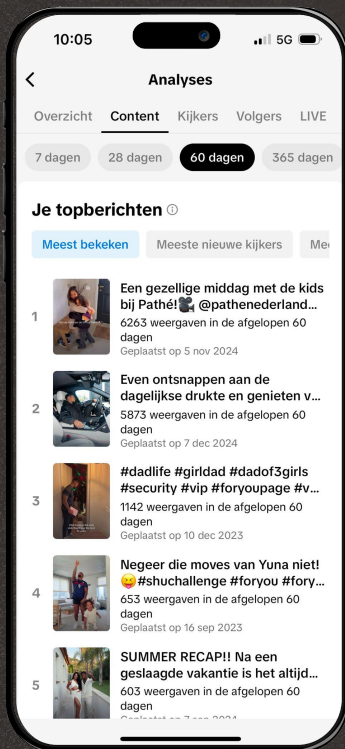 10:05
5G
Analyses
Overzicht Content Kijkers Volgers LIVE
7 dagen 28 dagen 60 dagen 365 dagen
Je topberichten
Meest bekeken Meeste nieuwe kijkers
1
Een gezellige middag met de kids
bij Pathé!🎥 @pathenederland...
6263 weergaven in de afgelopen 60
dagen
Geplaatst op 5 nov 2024
2
Even ontsnappen aan de
dagelijkse drukte en genieten v...
5873 weergaven in de afgelopen 60
dagen
Geplaatst op 7 dec 2024
3
#dadlife #girldad #dadof3girls
#security #vip #foryoupage #v...
1142 weergaven in de afgelopen 60
dagen
Geplaatst op 10 dec 2023
4
Negeer die moves van Yuna niet!
😝#shuchallenge #foryou #fory...
653 weergaven in de afgelopen 60
dagen
Geplaatst op 16 sep 2023
5
SUMMER RECAP!! Na een
geslaagde vakantie is het altijd...
603 weergaven in de afgelopen 60
dagen
Geplaatst op 7 sep 2024